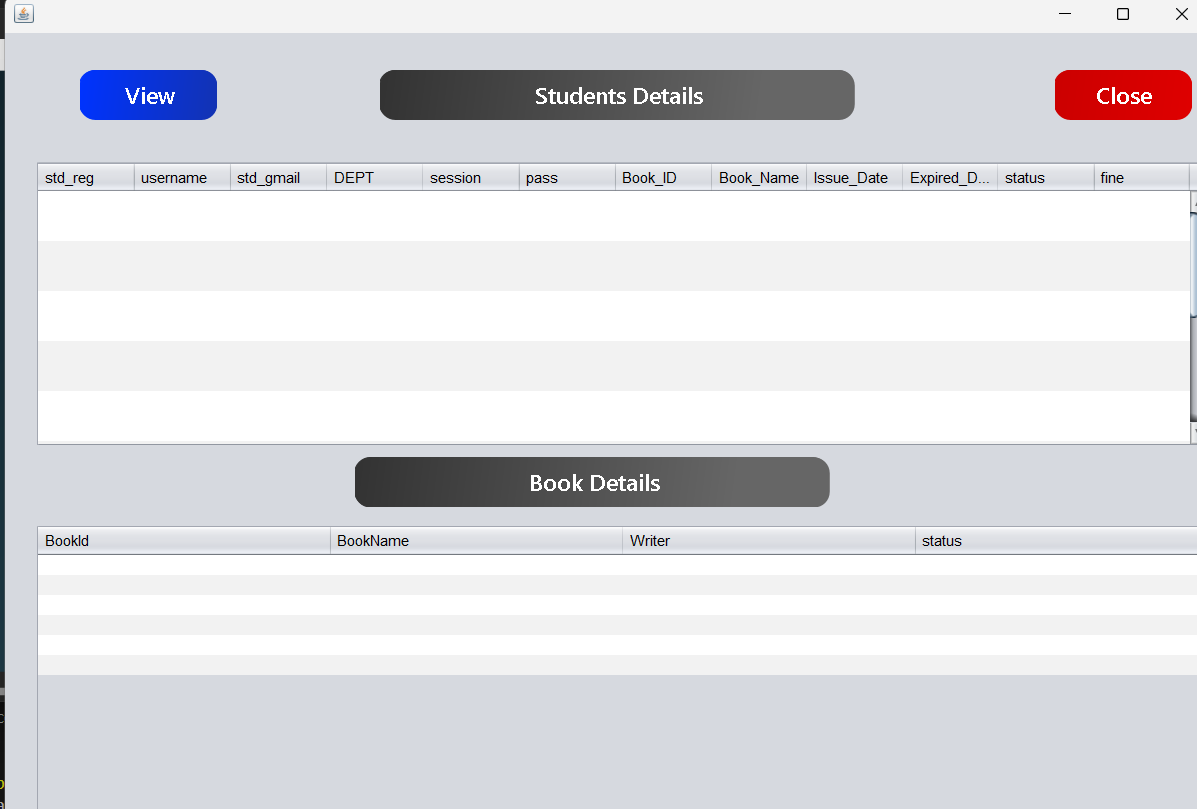 View Students Details Close
std_reg username std_gmail DEPT session pass Book_ID Book_Name Issue_Date Expired_D... status fine
Book Details
BookId BookName Writer status